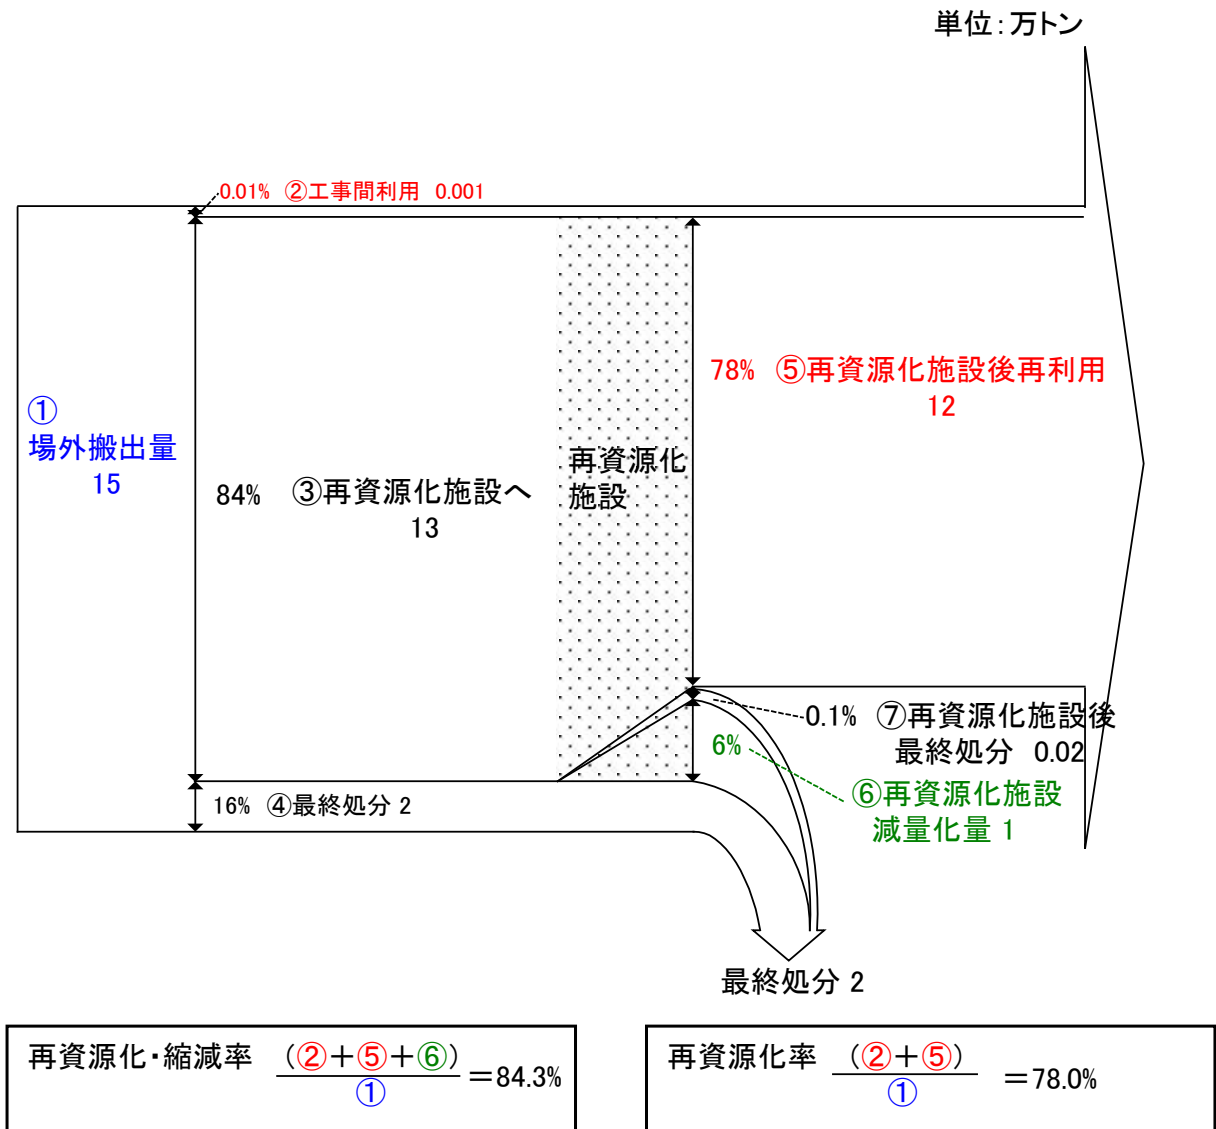 単位：万トン
0.01% ②工事間利用 0.001
①
場外搬出量
15
84% ③再資源化施設へ
13
再資源化
施設
78% ⑤再資源化施設後再利用
12
0.1% ⑦再資源化施設後
最終処分 0.02
6%
⑥再資源化施設
減量化量 1
16% ④最終処分 2
最終処分 2
再資源化・縮減率 (②＋⑤＋⑥)
①
＝84.3%
再資源化率 (②＋⑤)
①
＝78.0%